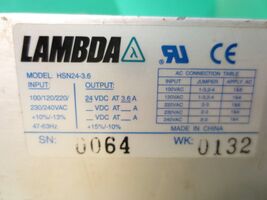 LAMBDA
MODEL: HSN24-3.6
INPUT: OUTPUT:
100/120/220/ 24 VDC AT 3.6 A
230/240VAC VDC AT A
+10%/-13% VDC AT A
47-63Hz +15%/-10%
AC CONNECTION TABLE
INPUT JUMPER APPLY AC
100VAC
120VAC
220VAC
230VAC
240VAC
MADE IN CHINA
SN: 0064 WK: 0132